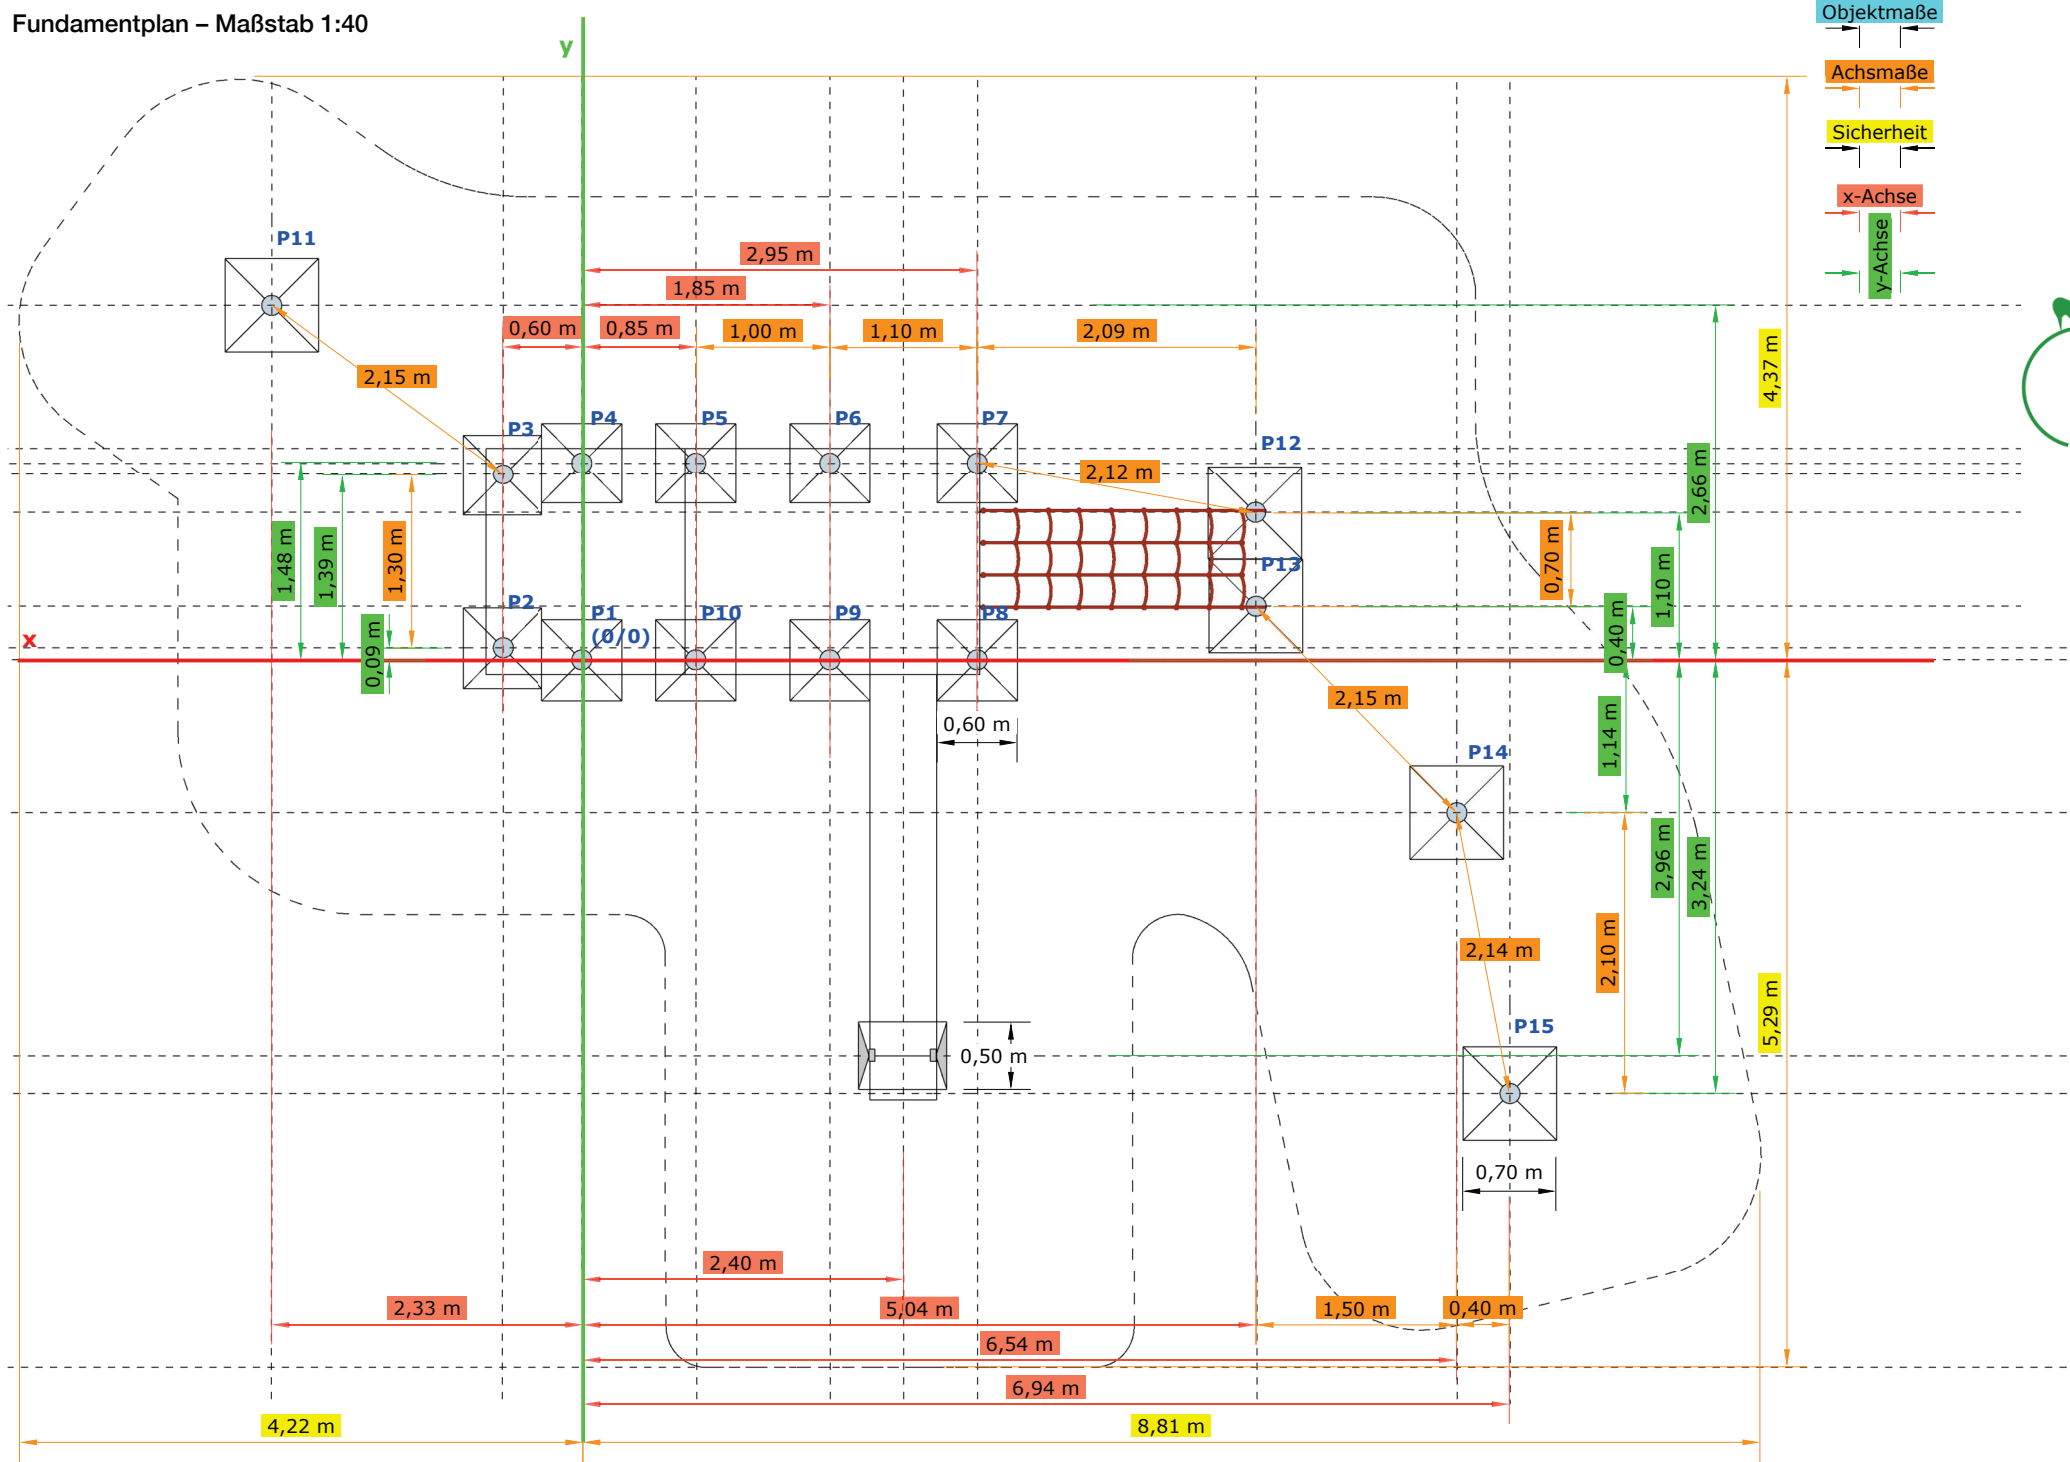 Fundamentplan – Maßstab 1:40
Objektmaße
Achsmaße
Sicherheit
x-Achse
y-Achse
y
x
P11
2,95 m
1,85 m
0,60 m
0,85 m
1,00 m
1,10 m
2,09 m
4,37 m
2,15 m
P3
P4
P5
P6
P7
P12
2,12 m
2,66 m
1,48 m
1,39 m
1,30 m
0,70 m
1,10 m
P13
P2
P1
(0/0)
P10
P9
P8
0,09 m
0,40 m
2,15 m
0,60 m
1,14 m
P14
2,96 m
3,24 m
2,14 m
2,10 m
5,29 m
0,50 m
P15
0,70 m
2,40 m
2,33 m
5,04 m
1,50 m
0,40 m
6,54 m
6,94 m
4,22 m
8,81 m